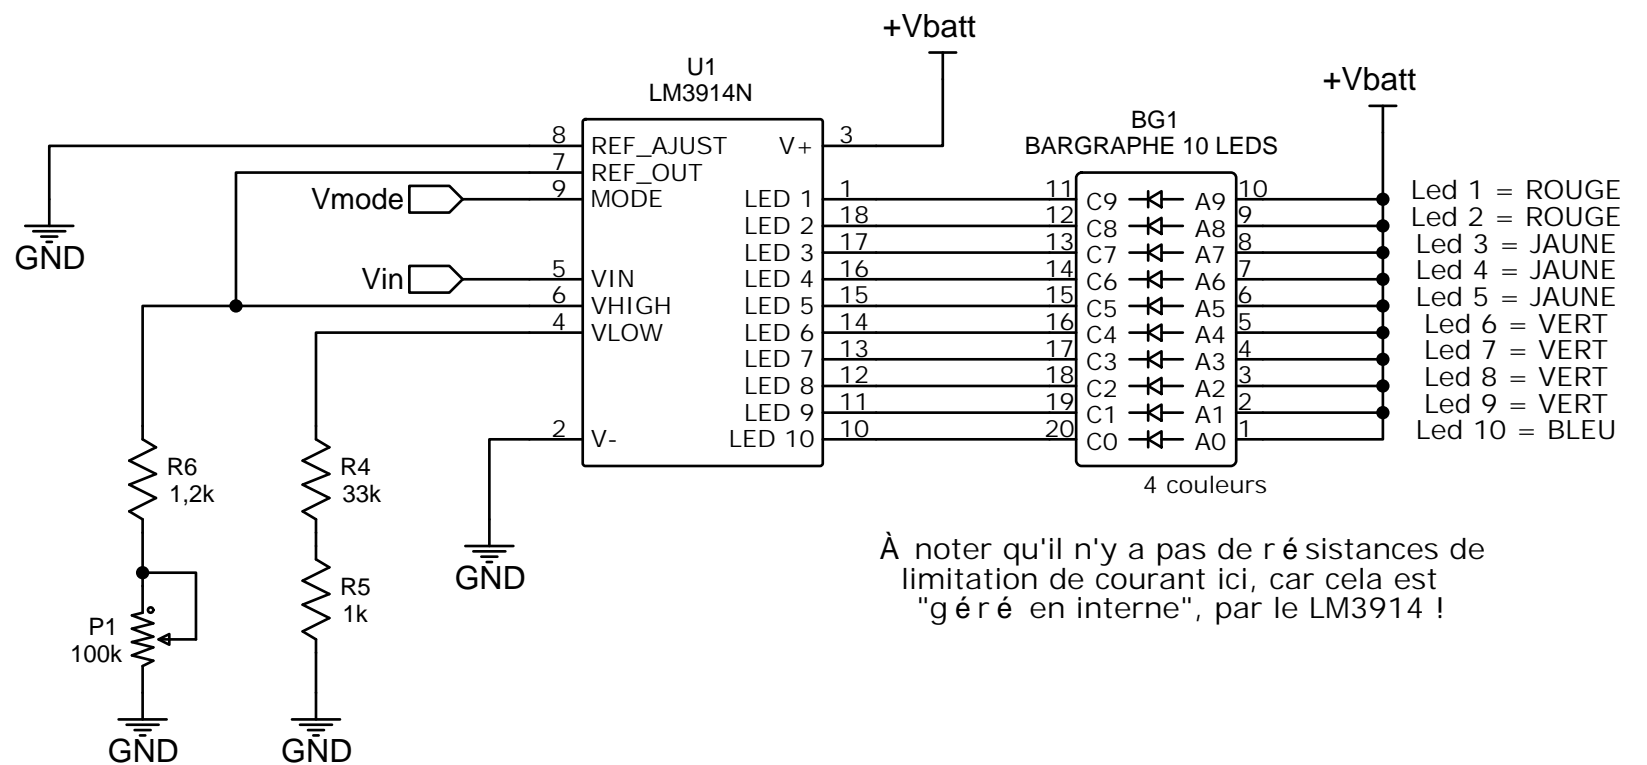 +Vbatt
U1
LM3914N
+Vbatt
BG1
BARGRAPHE 10 LEDS
8 REF_AJUST V+ 3
7 REF_OUT
Vmode 9 MODE LED 1 1 11 C9 A9 10 Led 1 = ROUGE
LED 2 18 12 C8 A8 9 Led 2 = ROUGE
GND LED 3 17 13 C7 A7 8 Led 3 = JAUNE
Vin 5 VIN LED 4 16 14 C6 A6 7 Led 4 = JAUNE
6 VHIGH LED 5 15 15 C5 A5 6 Led 5 = JAUNE
4 VLOW LED 6 14 16 C4 A4 5 Led 6 = VERT
LED 7 13 17 C3 A3 4 Led 7 = VERT
LED 8 12 18 C2 A2 3 Led 8 = VERT
LED 9 11 19 C1 A1 2 Led 9 = VERT
2 V- LED 10 10 20 C0 A0 1 Led 10 = BLEU
R6
1,2k
R4
33k
4 couleurs
À noter qu'il n'y a pas de résistances de
limitation de courant ici, car cela est
"géré en interne", par le LM3914 !
GND
R5
1k
P1
100k
GND
GND